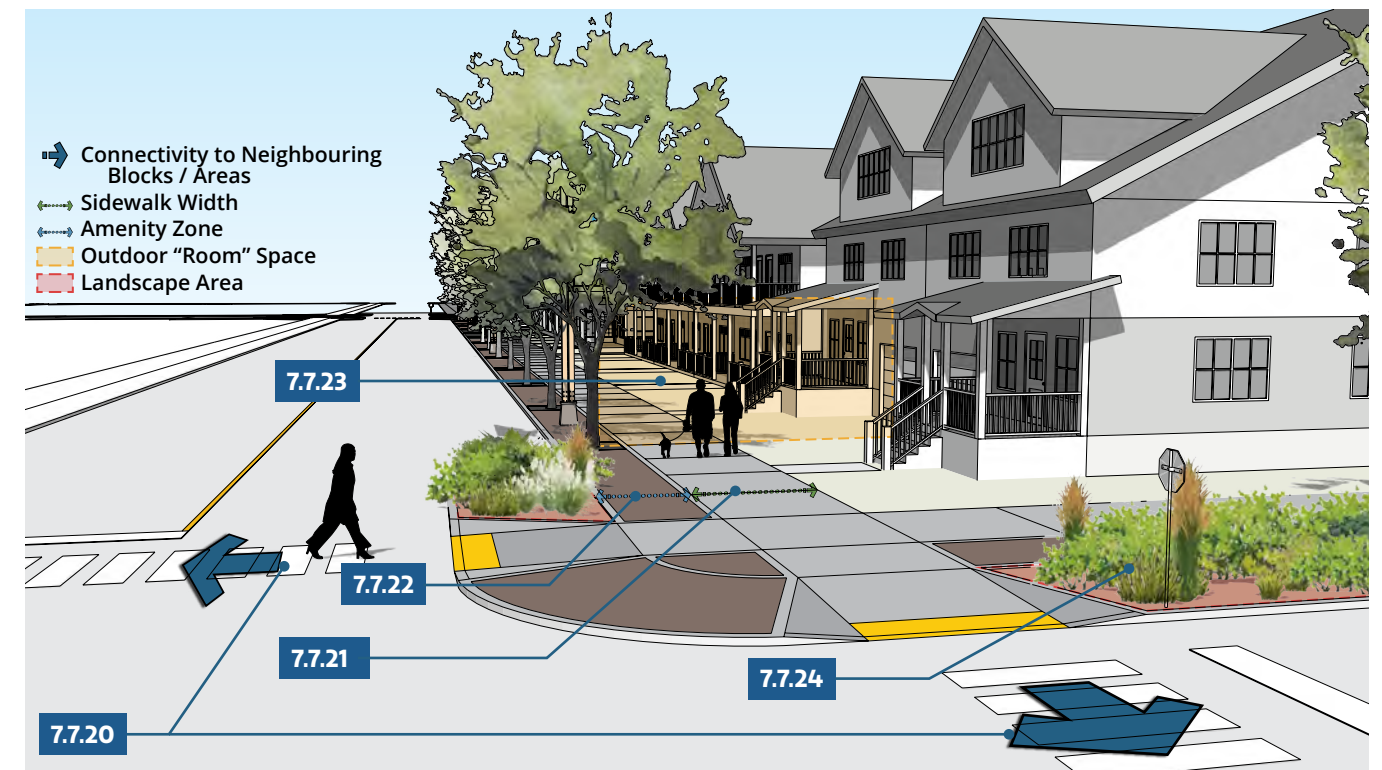 Connectivity to Neighbouring
Blocks / Areas
Sidewalk Width
Amenity Zone
Outdoor “Room” Space
Landscape Area
7.7.23
7.7.22
7.7.21
7.7.24
7.7.20